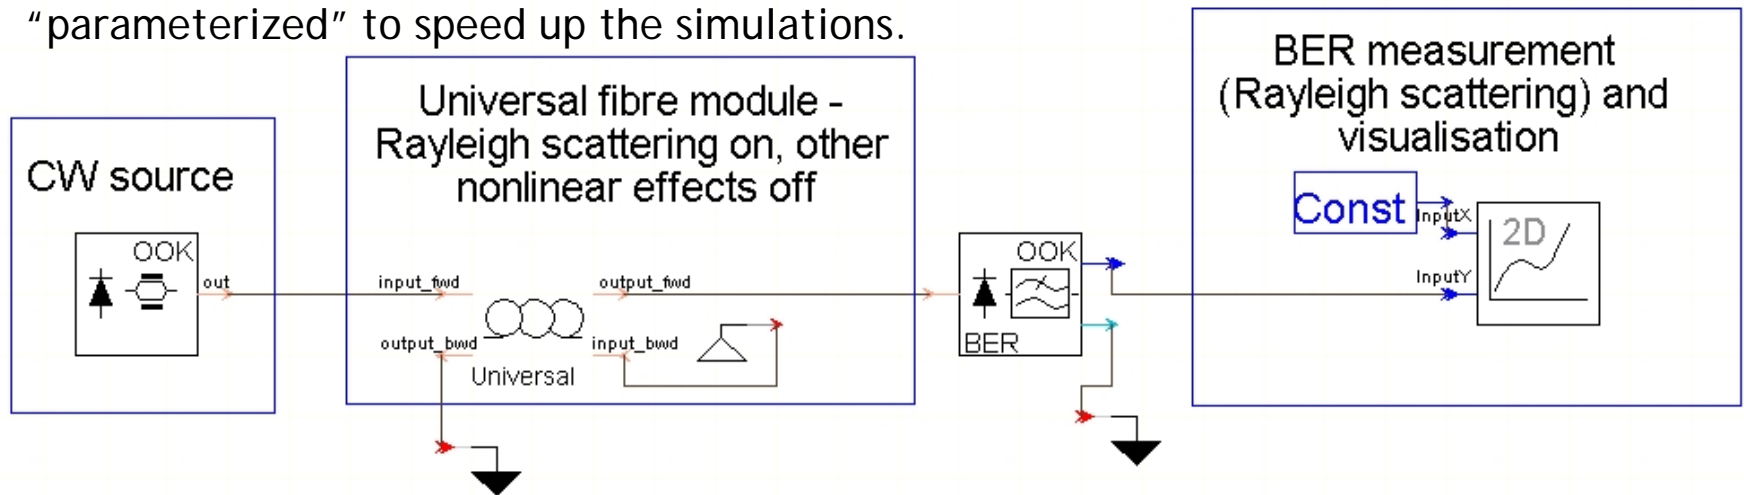 “parameterized” to speed up the simulations.
CW source
OOK
out
Universal fibre module -
Rayleigh scattering on, other
nonlinear effects off
input_fwd
output_fwd
output_bwd
input_bwd
Universal
OOK
BER
BER measurement
(Rayleigh scattering) and
visualisation
Const
InputX
2D
InputY